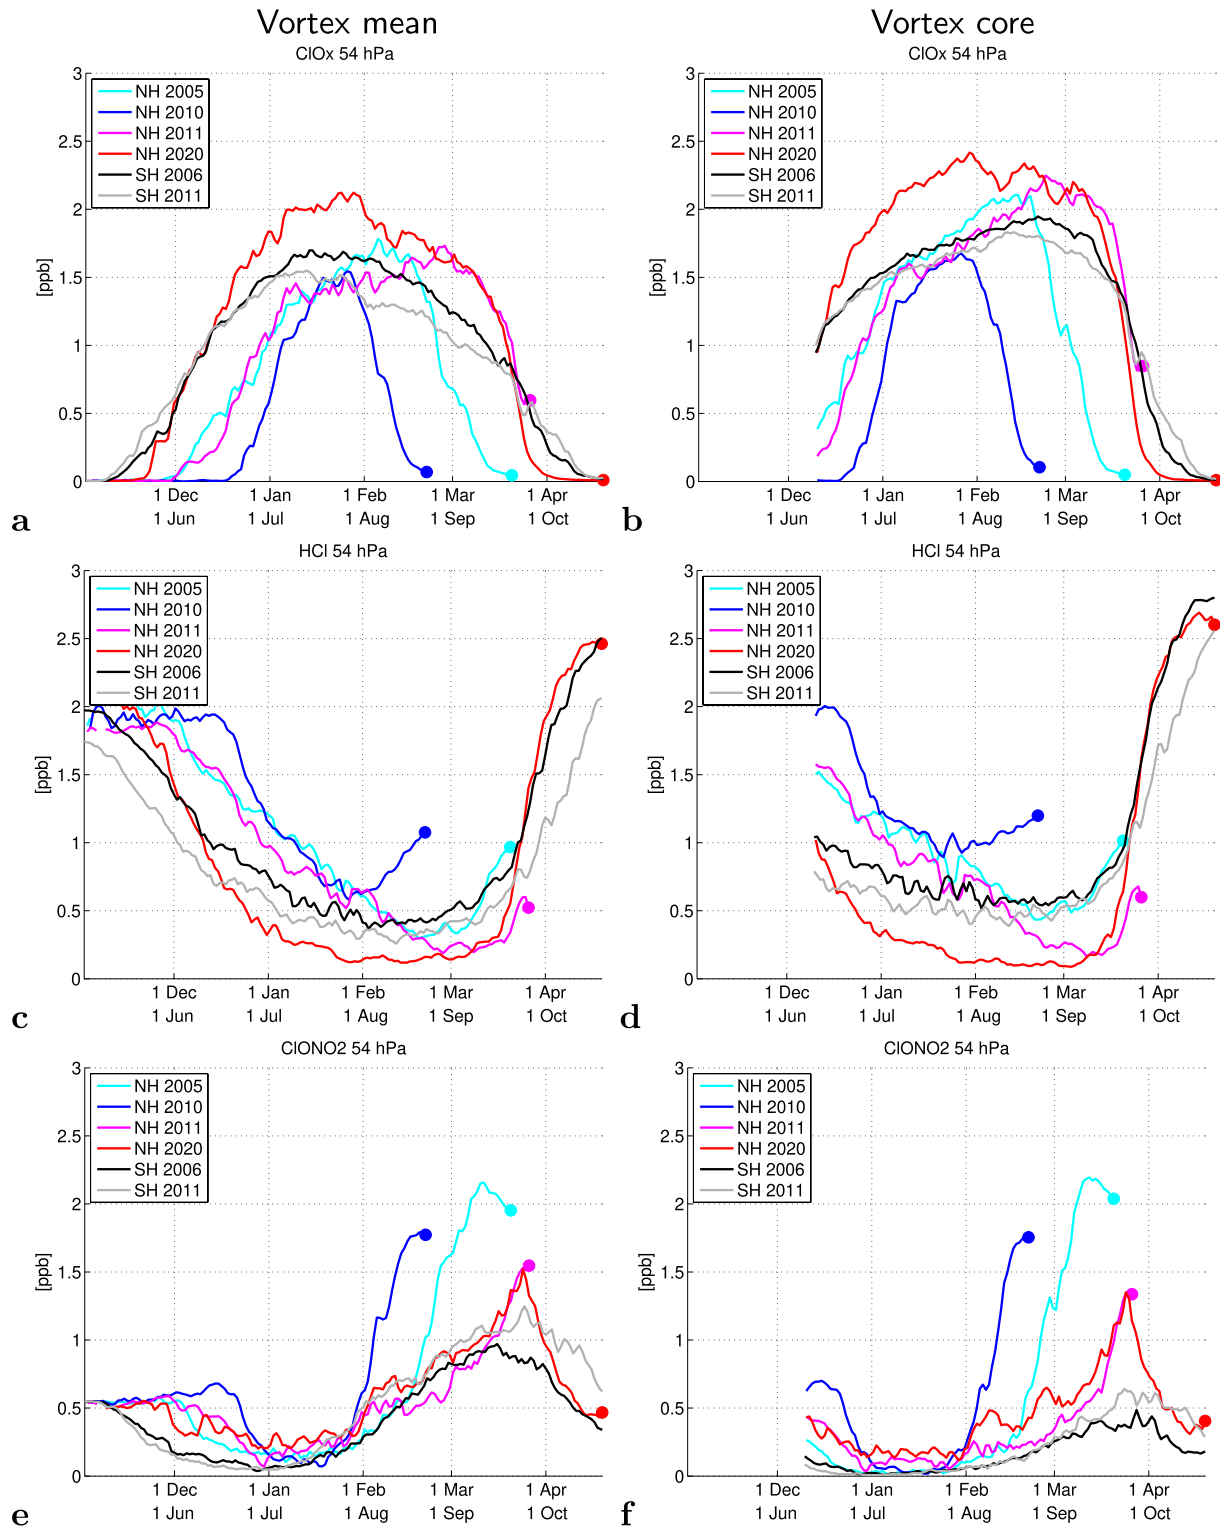 Vortex mean
Vortex core
ClOx 54 hPa
ClOx 54 hPa
[ppb]
3
2.5
2
1.5
1
0.5
0
NH 2005
NH 2010
NH 2011
NH 2020
SH 2006
SH 2011
1 Dec 1 Jan 1 Feb 1 Mar 1 Apr
1 Jun 1 Jul 1 Aug 1 Sep 1 Oct
a
[ppb]
3
2.5
2
1.5
1
0.5
0
NH 2005
NH 2010
NH 2011
NH 2020
SH 2006
SH 2011
1 Dec 1 Jan 1 Feb 1 Mar 1 Apr
1 Jun 1 Jul 1 Aug 1 Sep 1 Oct
b
HCl 54 hPa
HCl 54 hPa
[ppb]
3
2.5
2
1.5
1
0.5
0
NH 2005
NH 2010
NH 2011
NH 2020
SH 2006
SH 2011
1 Dec 1 Jan 1 Feb 1 Mar 1 Apr
1 Jun 1 Jul 1 Aug 1 Sep 1 Oct
c
[ppb]
3
2.5
2
1.5
1
0.5
0
NH 2005
NH 2010
NH 2011
NH 2020
SH 2006
SH 2011
1 Dec 1 Jan 1 Feb 1 Mar 1 Apr
1 Jun 1 Jul 1 Aug 1 Sep 1 Oct
d
ClONO2 54 hPa
ClONO2 54 hPa
[ppb]
3
2.5
2
1.5
1
0.5
0
NH 2005
NH 2010
NH 2011
NH 2020
SH 2006
SH 2011
1 Dec 1 Jan 1 Feb 1 Mar 1 Apr
1 Jun 1 Jul 1 Aug 1 Sep 1 Oct
e
[ppb]
3
2.5
2
1.5
1
0.5
0
NH 2005
NH 2010
NH 2011
NH 2020
SH 2006
SH 2011
1 Dec 1 Jan 1 Feb 1 Mar 1 Apr
1 Jun 1 Jul 1 Aug 1 Sep 1 Oct
f